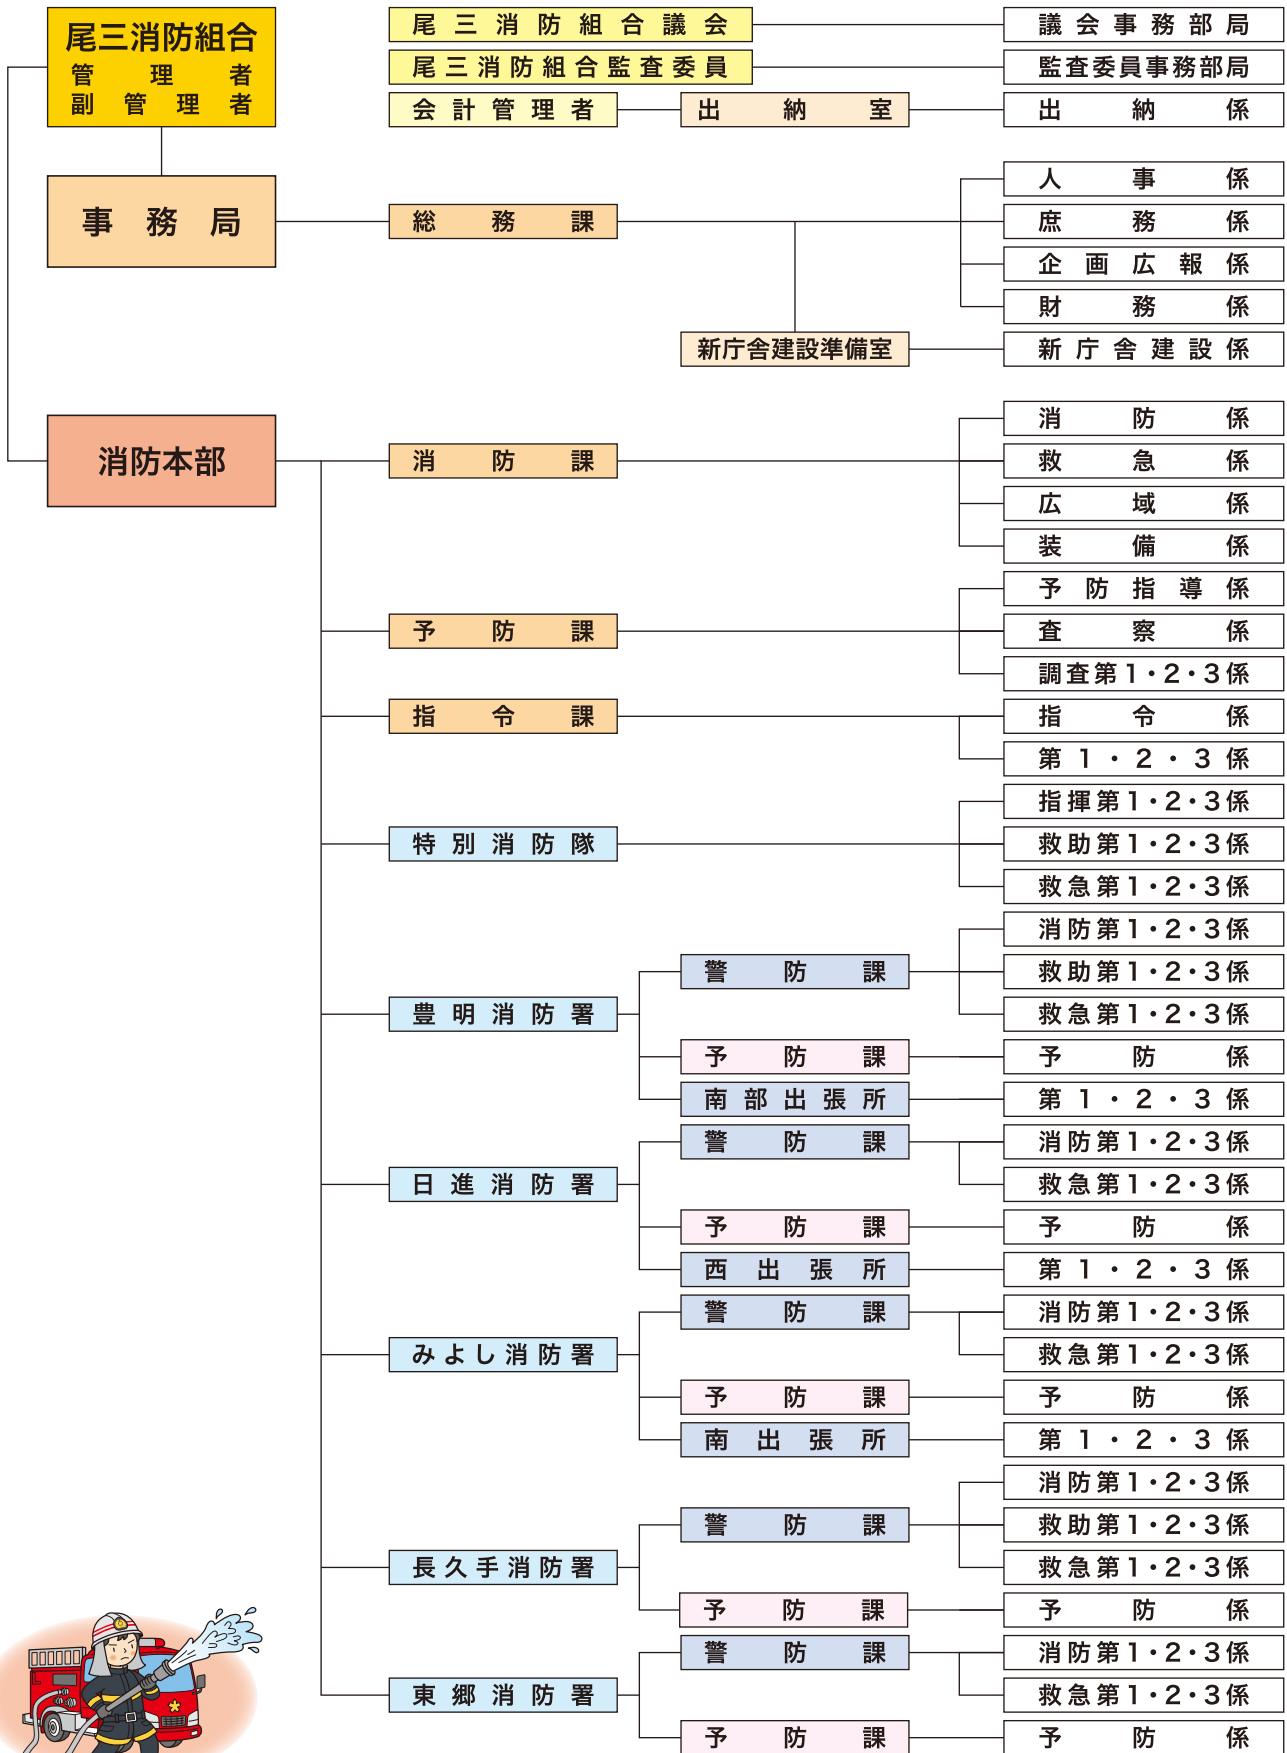 尾三消防組合
管理者
副管理者
尾三消防組合議会 議会事務部局
尾三消防組合監査委員 監査委員事務部局
会計管理者 出納室 出納係
人事係
事務局 総務課 庶務係
企画広報係
財務係
新庁舎建設準備室 新庁舎建設係
消防係
消防本部 消防課 救急係
広域係
装備係
予防指導係
予防課 査察係
調査第1・2・3係
指令課 指令係
第1・2・3係
指揮第1・2・3係
特別消防隊 救助第1・2・3係
救急第1・2・3係
消防第1・2・3係
警防課 救助第1・2・3係
豊明消防署 救急第1・2・3係
予防課 予防係
南部出張所 第1・2・3係
警防課 消防第1・2・3係
日進消防署 救急第1・2・3係
予防課 予防係
西出張所 第1・2・3係
警防課 消防第1・2・3係
みよし消防署 救急第1・2・3係
予防課 予防係
南出張所 第1・2・3係
消防第1・2・3係
警防課 救助第1・2・3係
長久手消防署 救急第1・2・3係
予防課 予防係
警防課 消防第1・2・3係
東郷消防署 救急第1・2・3係
予防課 予防係